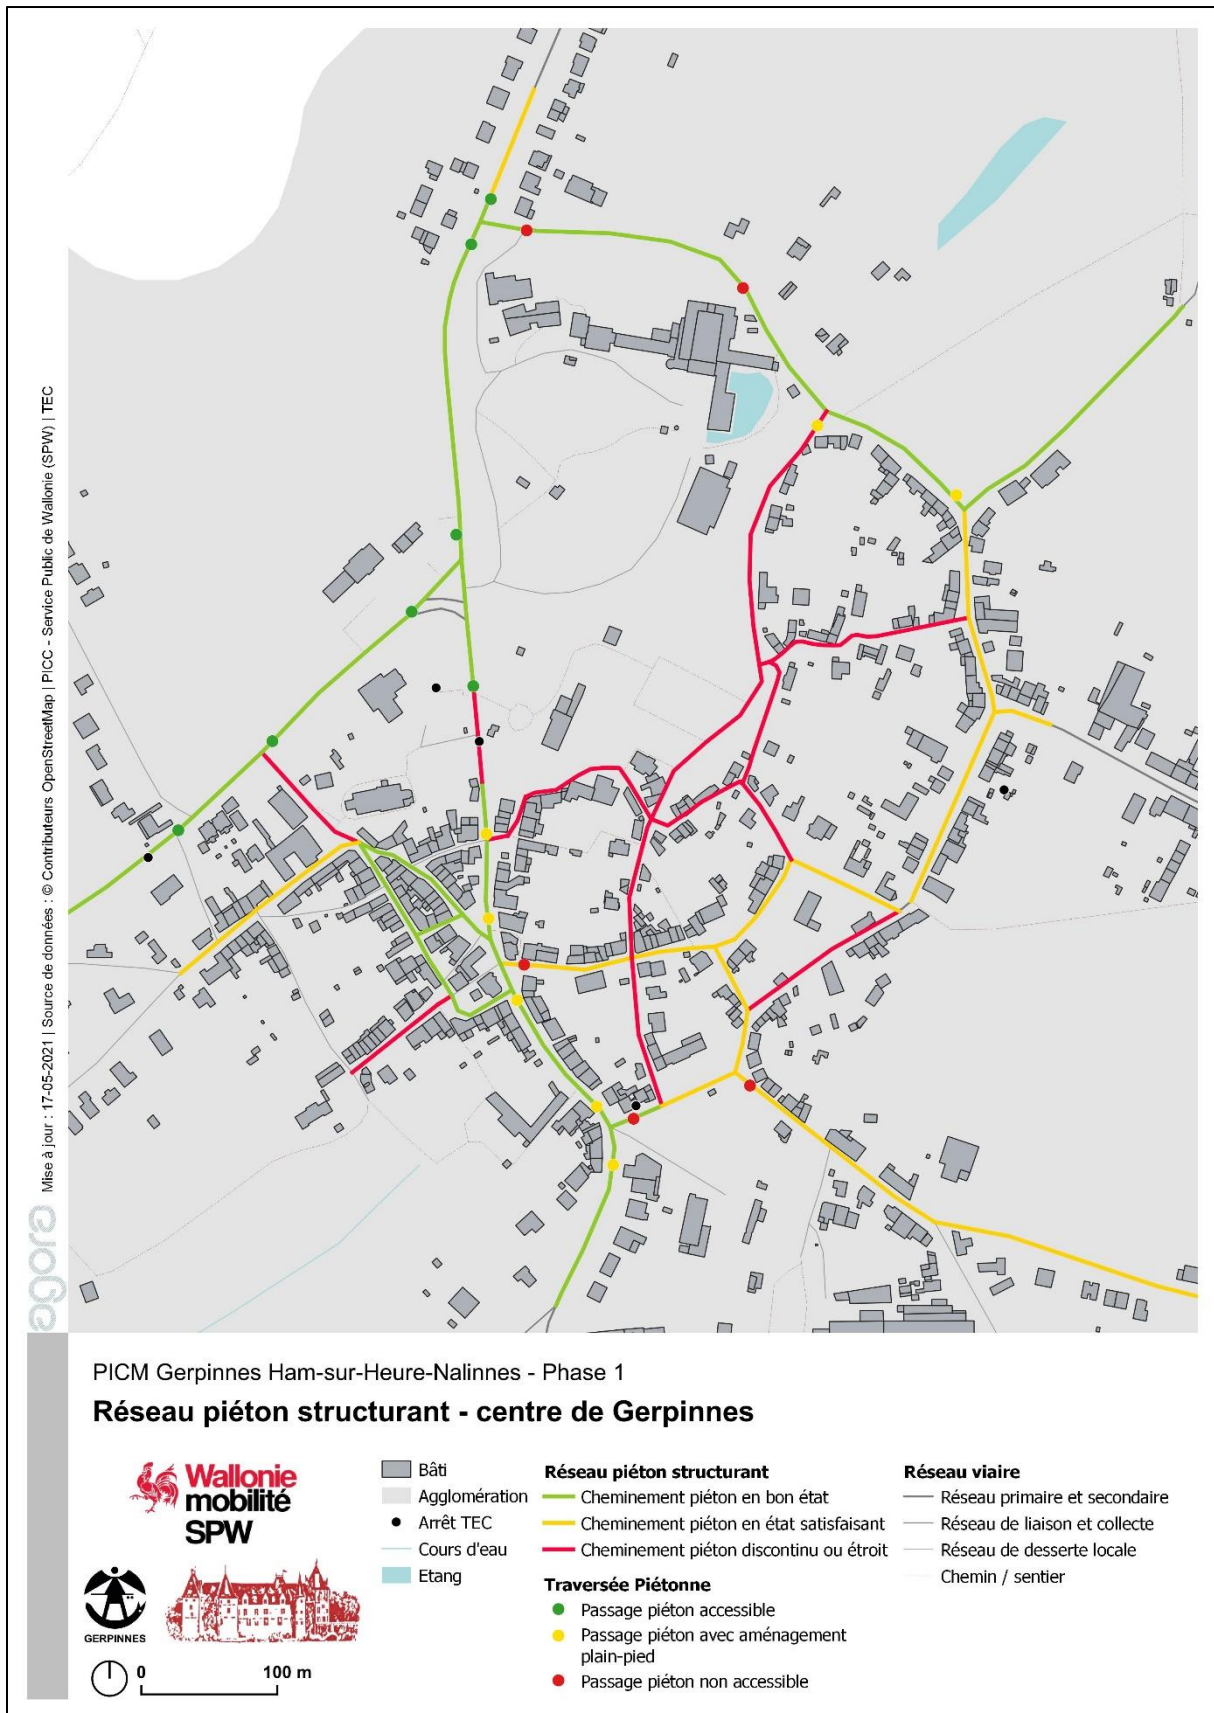 Mise à jour : 17-05-2021 | Source de données : © Contributeurs OpenStreetMap | PICC - Service Public de Wallonie (SPW) | TEC
agora
PICM Gerpinnes Ham-sur-Heure-Nalinnes - Phase 1
Réseau piéton structurant - centre de Gerpinnes
Wallonie
mobilité
SPW
GERPINNES
0 100 m
Bâti
Agglomération
Arrêt TEC
Cours d'eau
Etang
Réseau piéton structurant
Cheminement piéton en bon état
Cheminement piéton en état satisfaisant
Cheminement piéton discontinu ou étroit
Traversée Piétonne
Passage piéton accessible
Passage piéton avec aménagement
plain-pied
Passage piéton non accessible
Réseau viaire
Réseau primaire et secondaire
Réseau de liaison et collecte
Réseau de desserte locale
Chemin / sentier